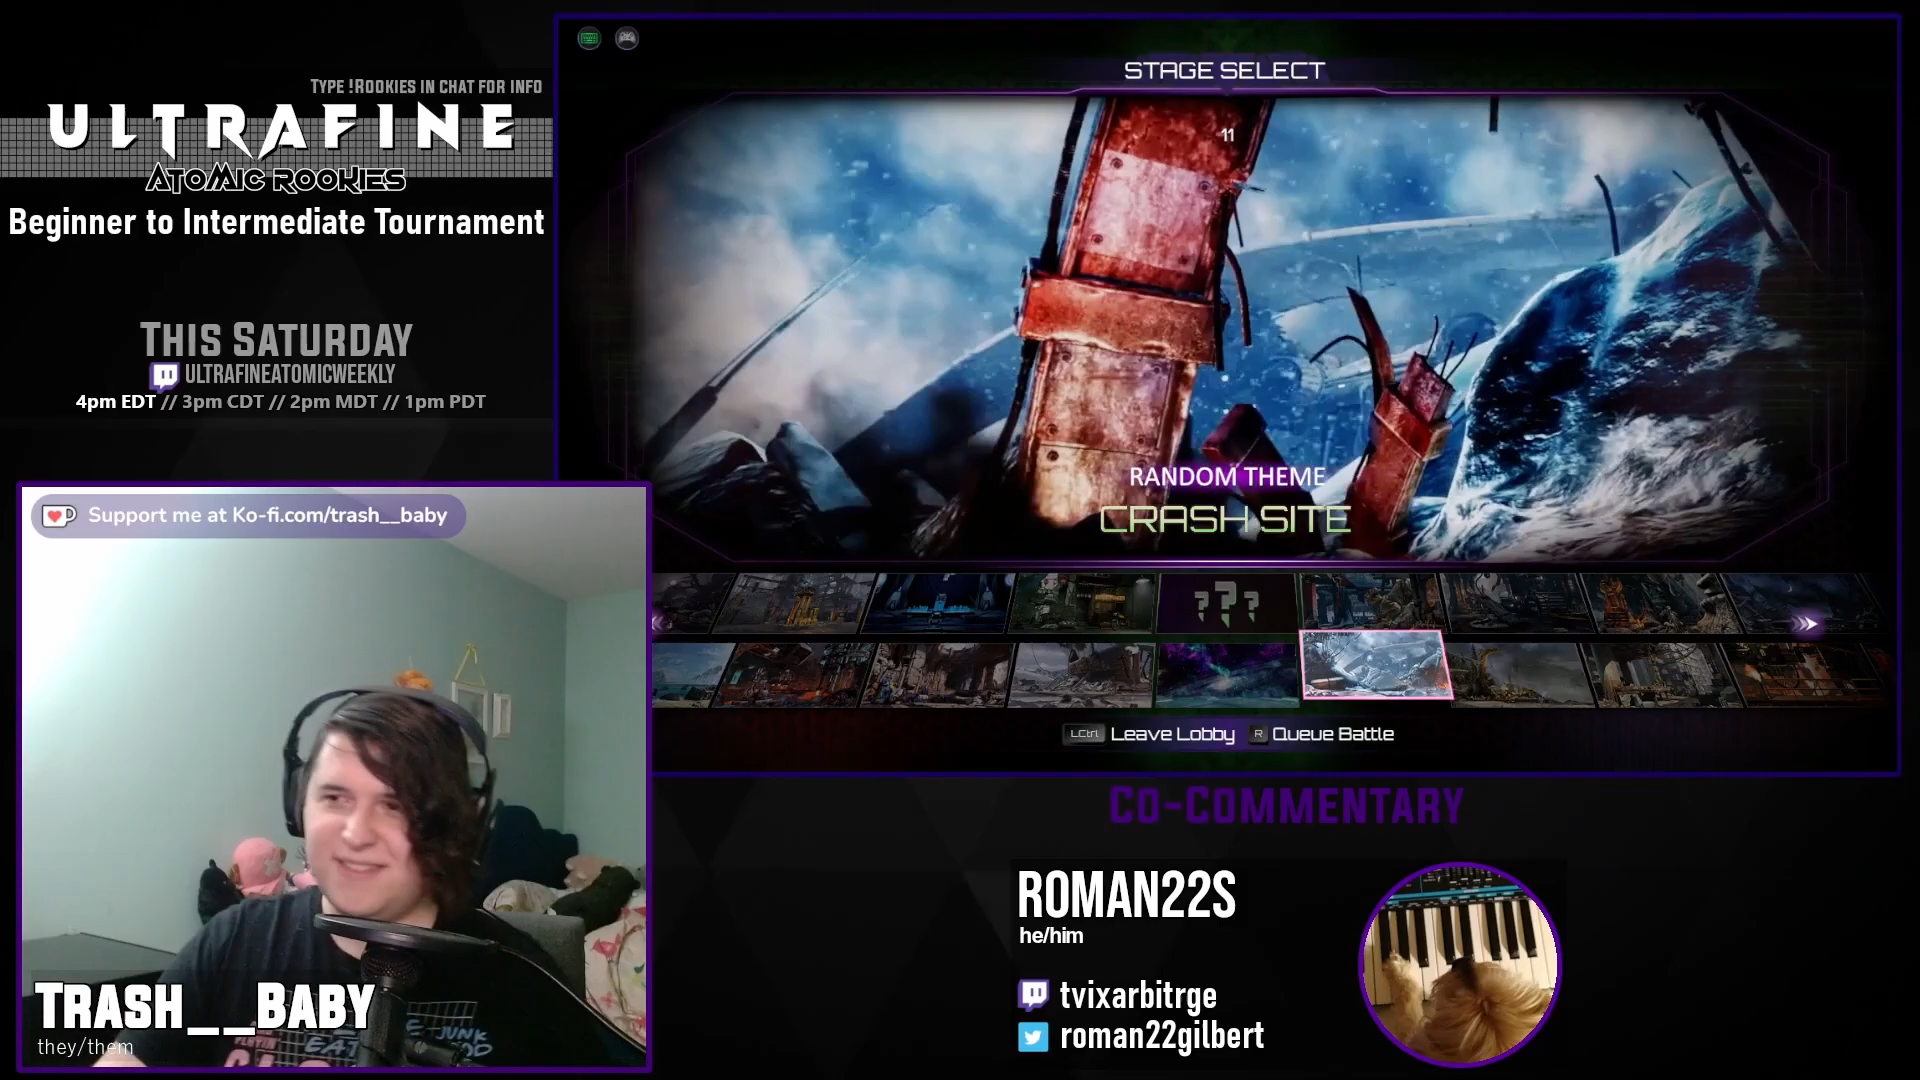 Type !Rookies in chat for info
ULTRAFINE
ATOMIC ROOKIES
Beginner to Intermediate Tournament
This Saturday
ULTRAFINEATOMICWEEKLY
4pm EDT // 3pm CDT // 2pm MDT // 1pm PDT
STAGE SELECT
11
RANDOM THEME
CRASH SITE
???
LCtrl Leave Lobby R Queue Battle
Support me at Ko-fi.com/trash__baby
Trash__Baby
they/them
EAT
JUNK
Co-Commentary
ROMAN22S
he/him
tvixarbitrge
roman22gilbert